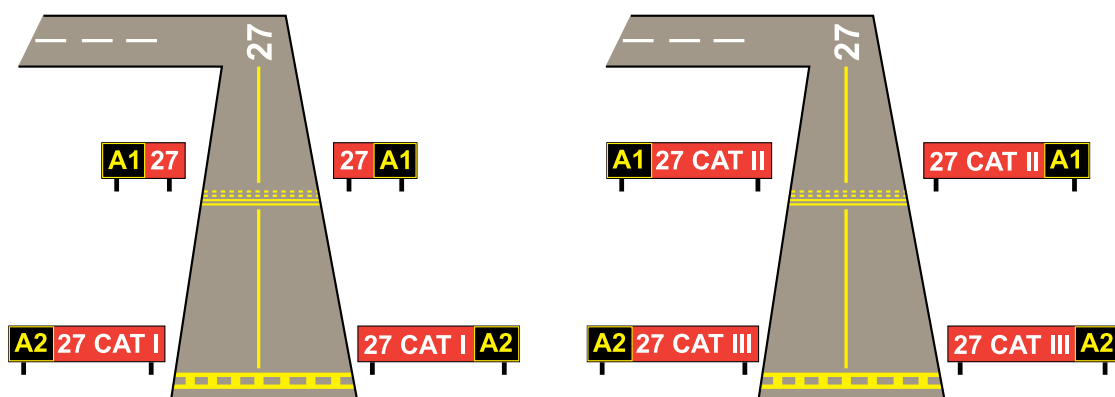 27
27
A1 27
27 A1
A1 27 CAT II
27 CAT II A1
A2 27 CAT I
27 CAT I A2
A2 27 CAT III
27 CAT III A2